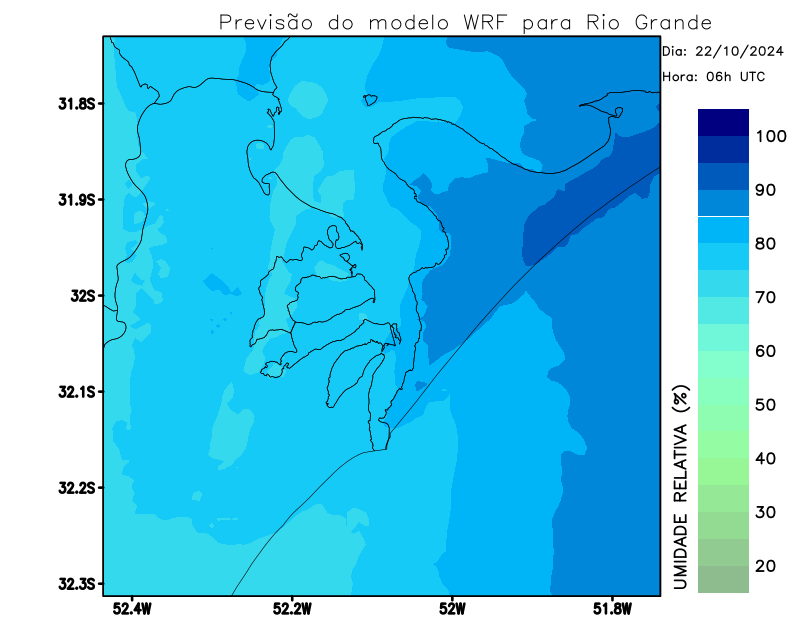 Previsão do modelo WRF para Rio Grande
Dia: 22/10/2024
Hora: 06h UTC
31.8S
31.9S
32S
32.1S
32.2S
32.3S
52.4W
52.2W
52W
51.8W
100
90
80
70
60
50
40
30
20
UMIDADE RELATIVA (%)